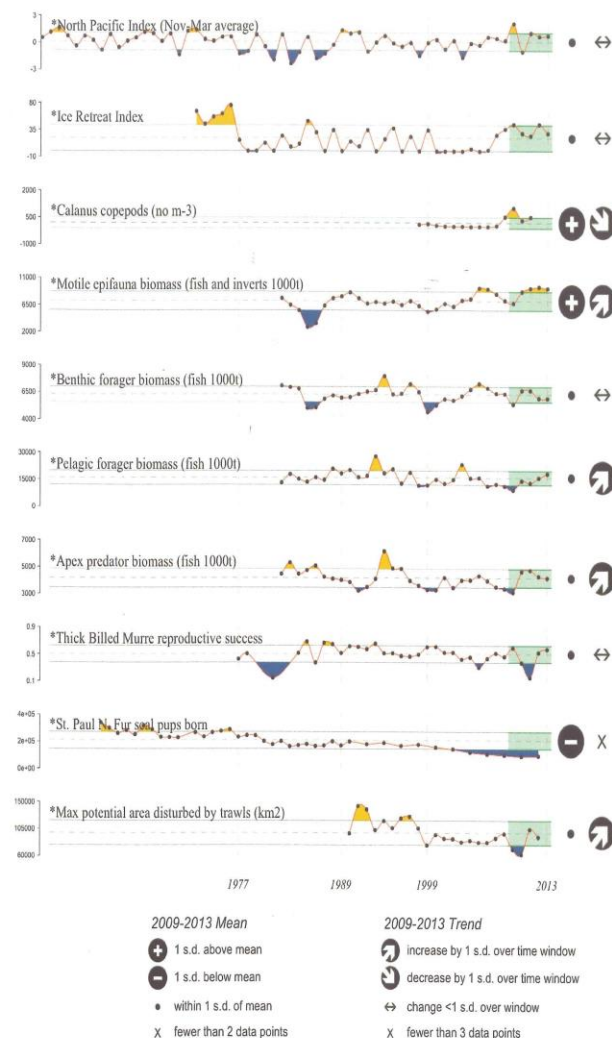 *North Pacific Index (Nov-Mar average)
3
0
-3
*Ice Retreat Index
80
35
-10
*Calanus copepods (no m-3)
2000
500
-1000
*Motile epifauna biomass (fish and inverts 1000t)
11000
6500
2000
*Benthic forager biomass (fish 1000t)
9000
6500
4000
*Pelagic forager biomass (fish 1000t)
30000
15000
0
*Apex predator biomass (fish 1000t)
7000
5000
3000
*Thick Billed Murre reproductive success
0.9
0.5
0.1
*St. Paul N. Fur seal pups born
4e+05
2e+05
0e+00
*Max potential area disturbed by trawls (km2)
150000
105000
60000
1977 1989 1999 2013
2009-2013 Mean
+ 1 s.d. above mean
− 1 s.d. below mean
• within 1 s.d. of mean
x fewer than 2 data points
2009-2013 Trend
increase by 1 s.d. over time window
decrease by 1 s.d. over time window
↔ change <1 s.d. over window
x fewer than 3 data points